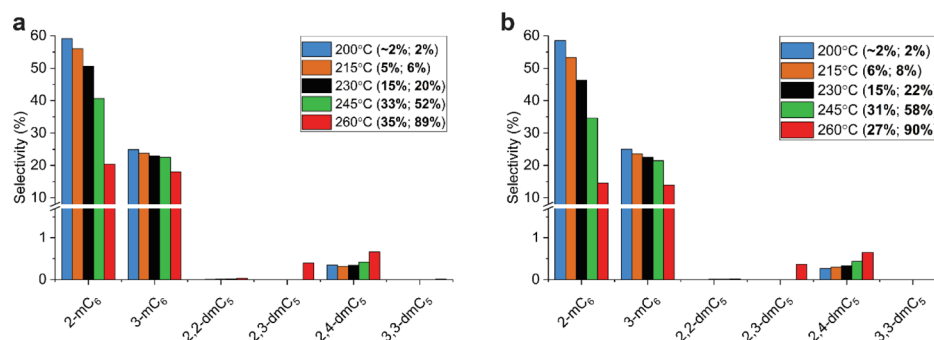 a
Selectivity (%)
60
50
40
30
20
10
1
0
200°C (~2%; 2%)
215°C (5%; 6%)
230°C (15%; 20%)
245°C (33%; 52%)
260°C (35%; 89%)
2-mC₆
3-mC₆
2,2-dmC₅
2,3-dmC₅
2,4-dmC₅
3,3-dmC₅
b
Selectivity (%)
60
50
40
30
20
10
1
0
200°C (~2%; 2%)
215°C (6%; 8%)
230°C (15%; 22%)
245°C (31%; 58%)
260°C (27%; 90%)
2-mC₆
3-mC₆
2,2-dmC₅
2,3-dmC₅
2,4-dmC₅
3,3-dmC₅